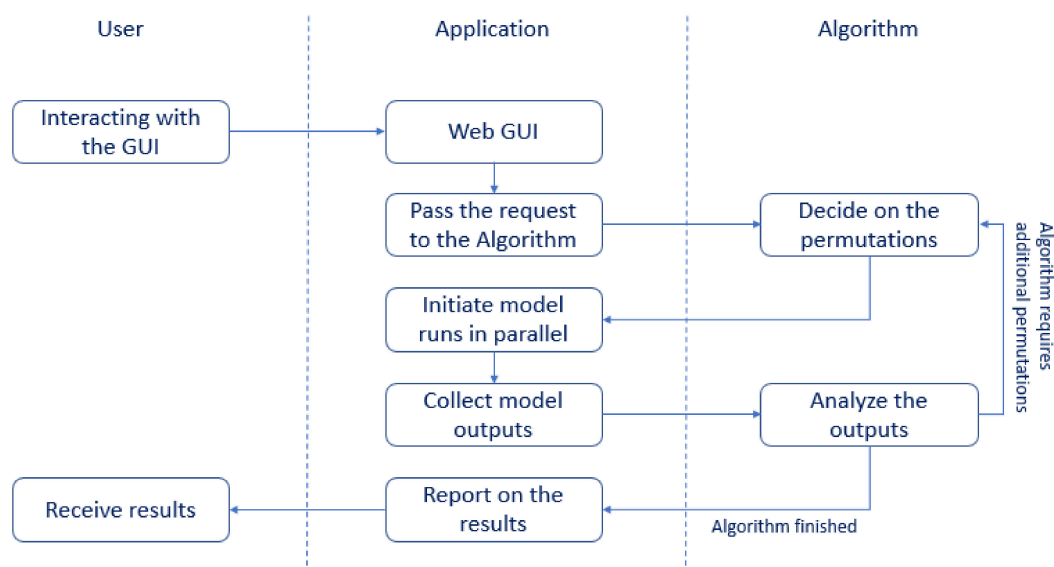 User
Application
Algorithm
Interacting with
the GUI
Web GUI
Pass the request
to the Algorithm
Decide on the
permutations
Algorithm requires
additional permutations
Initiate model
runs in parallel
Collect model
outputs
Analyze the
outputs
Receive results
Report on the
results
Algorithm finished